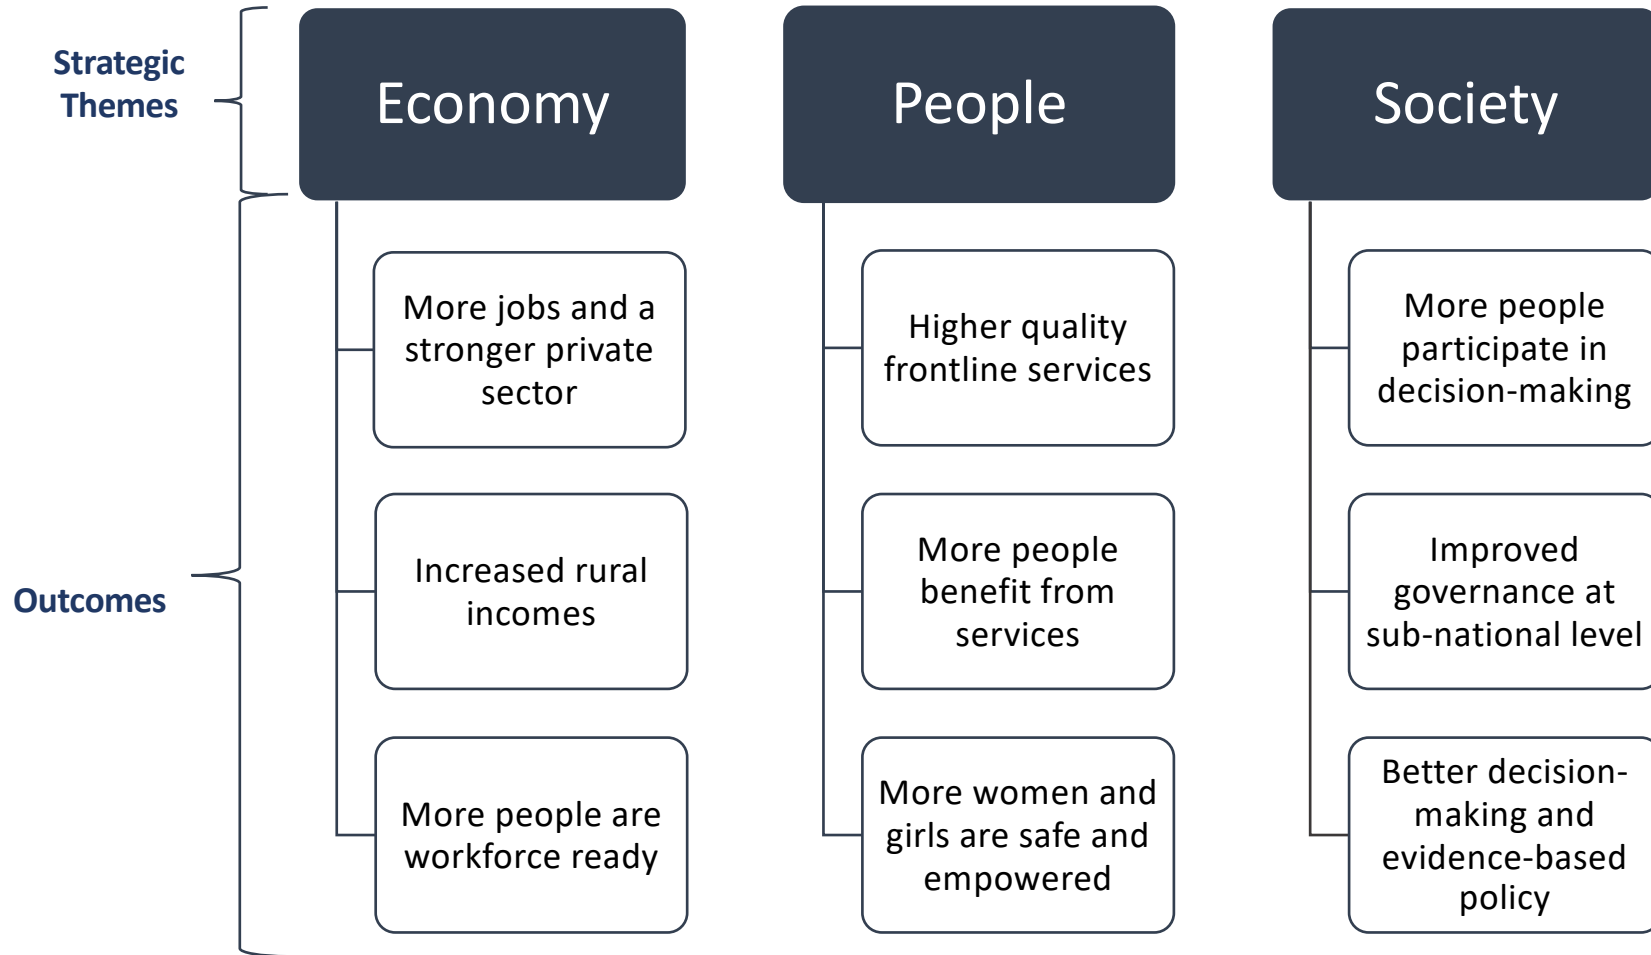 Strategic
Themes
Economy
People
Society
Outcomes
More jobs and a
stronger private
sector
Increased rural
incomes
More people are
workforce ready
Higher quality
frontline services
More people
benefit from
services
More women and
girls are safe and
empowered
More people
participate in
decision-making
Improved
governance at
sub-national level
Better decision-
making and
evidence-based
policy